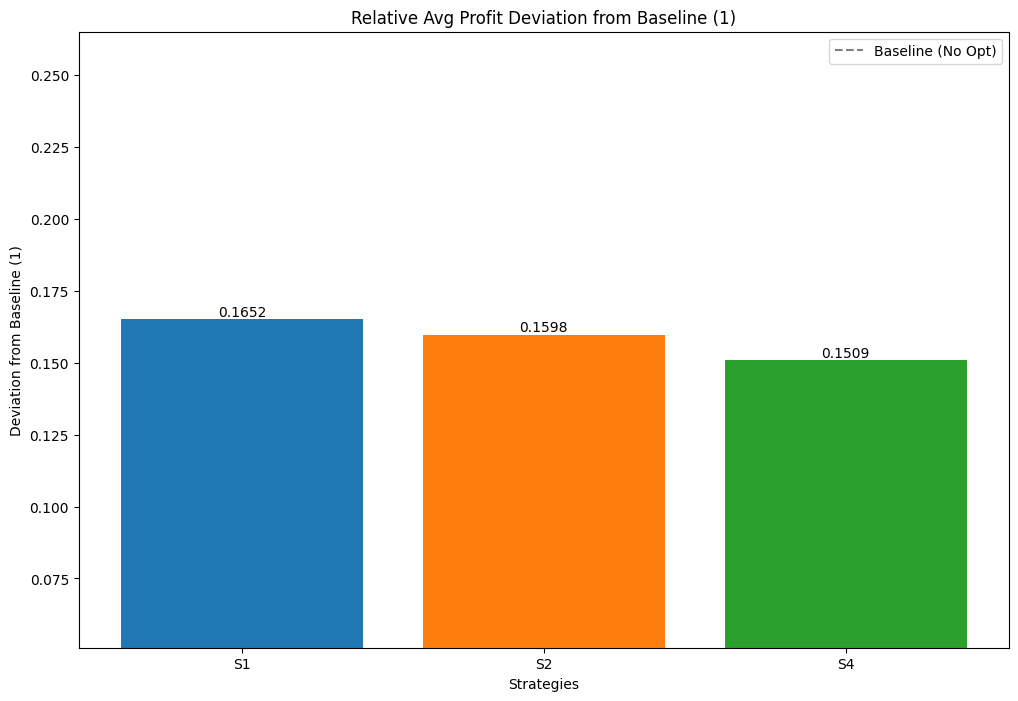 Relative Avg Profit Deviation from Baseline (1)
Baseline (No Opt)
Deviation from Baseline (1)
0.250
0.225
0.200
0.175
0.150
0.125
0.100
0.075
0.1652
0.1598
0.1509
S1
S2
S4
Strategies